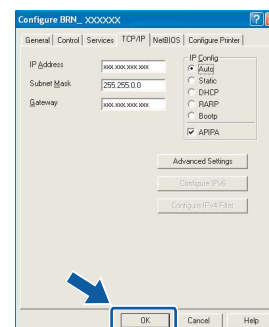 Configure BRN_ XXXXXX
General Control Services TCP/IP NetBIOS Configure Printer
IP Address xxx.xxx.xxx.xxx
Subnet Mask 255.255.0.0
Gateway xxx.xxx.xxx.xxx
IP Config
Auto
Static
DHCP
RARP
Bootp
APIPA
Advanced Settings
Configure IPv6
Configure IPv4 Filter
OK Cancel Help